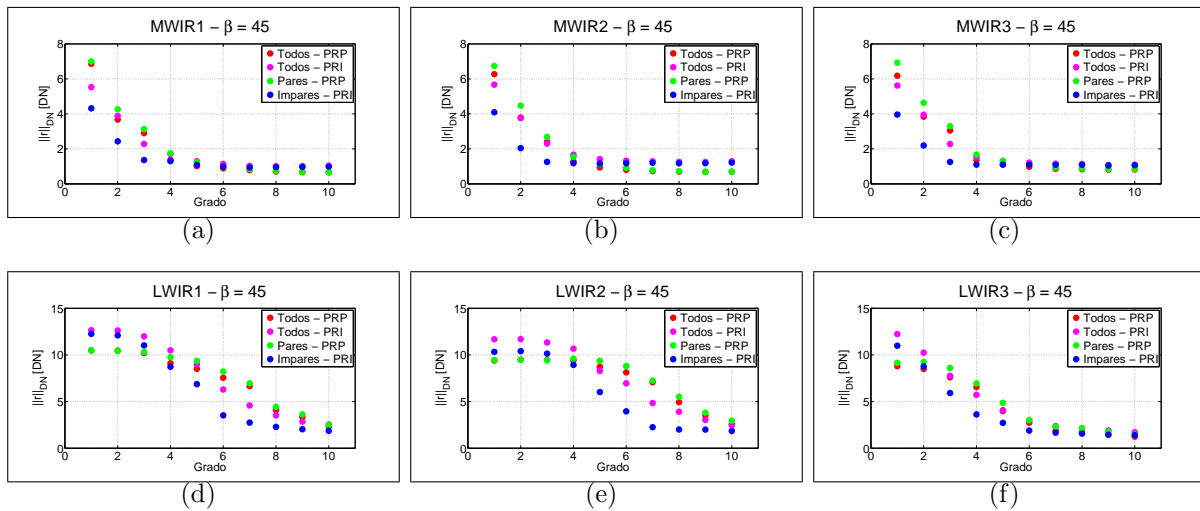 MWIR1 – β = 45
8
6
4
2
0
0 2 4 6 8 10
||r||DN [DN]
Grado
Todos – PRP
Todos – PRI
Pares – PRP
Impares – PRI
(a)
MWIR2 – β = 45
8
6
4
2
0
0 2 4 6 8 10
||r||DN [DN]
Grado
Todos – PRP
Todos – PRI
Pares – PRP
Impares – PRI
(b)
MWIR3 – β = 45
8
6
4
2
0
0 2 4 6 8 10
||r||DN [DN]
Grado
Todos – PRP
Todos – PRI
Pares – PRP
Impares – PRI
(c)
LWIR1 – β = 45
15
10
5
0
0 2 4 6 8 10
||r||DN [DN]
Grado
Todos – PRP
Todos – PRI
Pares – PRP
Impares – PRI
(d)
LWIR2 – β = 45
15
10
5
0
0 2 4 6 8 10
||r||DN [DN]
Grado
Todos – PRP
Todos – PRI
Pares – PRP
Impares – PRI
(e)
LWIR3 – β = 45
15
10
5
0
0 2 4 6 8 10
||r||DN [DN]
Grado
Todos – PRP
Todos – PRI
Pares – PRP
Impares – PRI
(f)